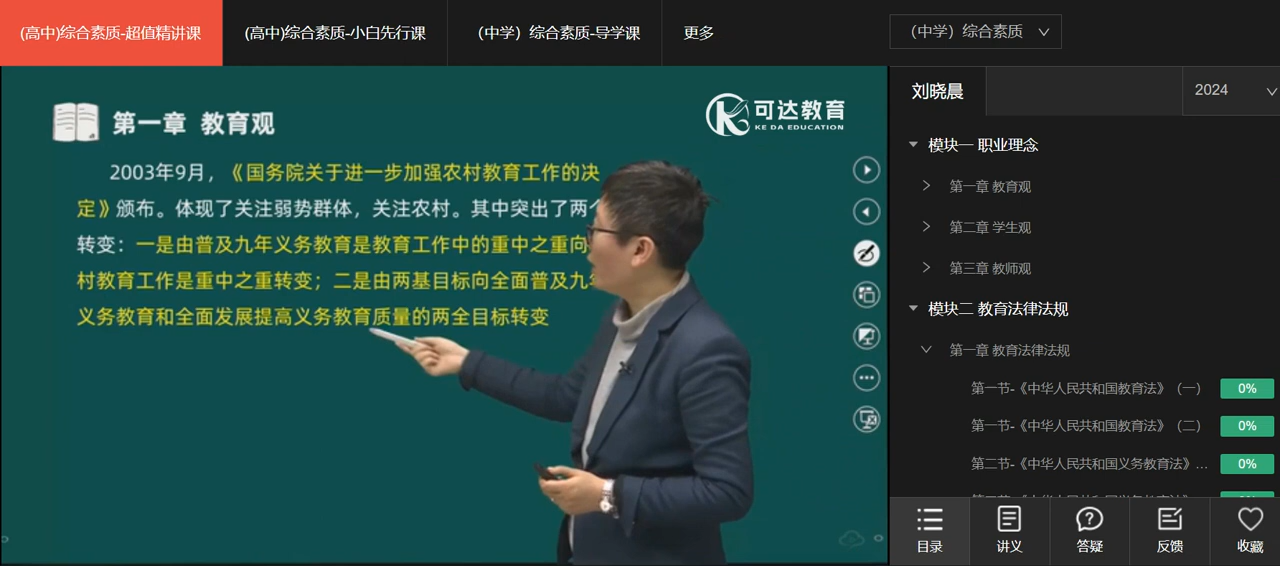 (高中)综合素质-超值精讲课
(高中)综合素质-小白先行课
（中学）综合素质-导学课
更多
（中学）综合素质
第一章 教育观
可达教育
KE DA EDUCATION
2003年9月，《国务院关于进一步加强农村教育工作的决
定》颁布。体现了关注弱势群体，关注农村。其中突出了两
转变：一是由普及九年义务教育是教育工作中的重中之重向
村教育工作是重中之重转变；二是由两基目标向全面普及九
义务教育和全面发展提高义务教育质量的两全目标转变
刘晓晨
2024
模块一 职业理念
第一章 教育观
第二章 学生观
第三章 教师观
模块二 教育法律法规
第一章 教育法律法规
第一节-《中华人民共和国教育法》（一）
0%
第一节-《中华人民共和国教育法》（二）
0%
第二节-《中华人民共和国义务教育法》...
0%
目录
讲义
答疑
反馈
收藏